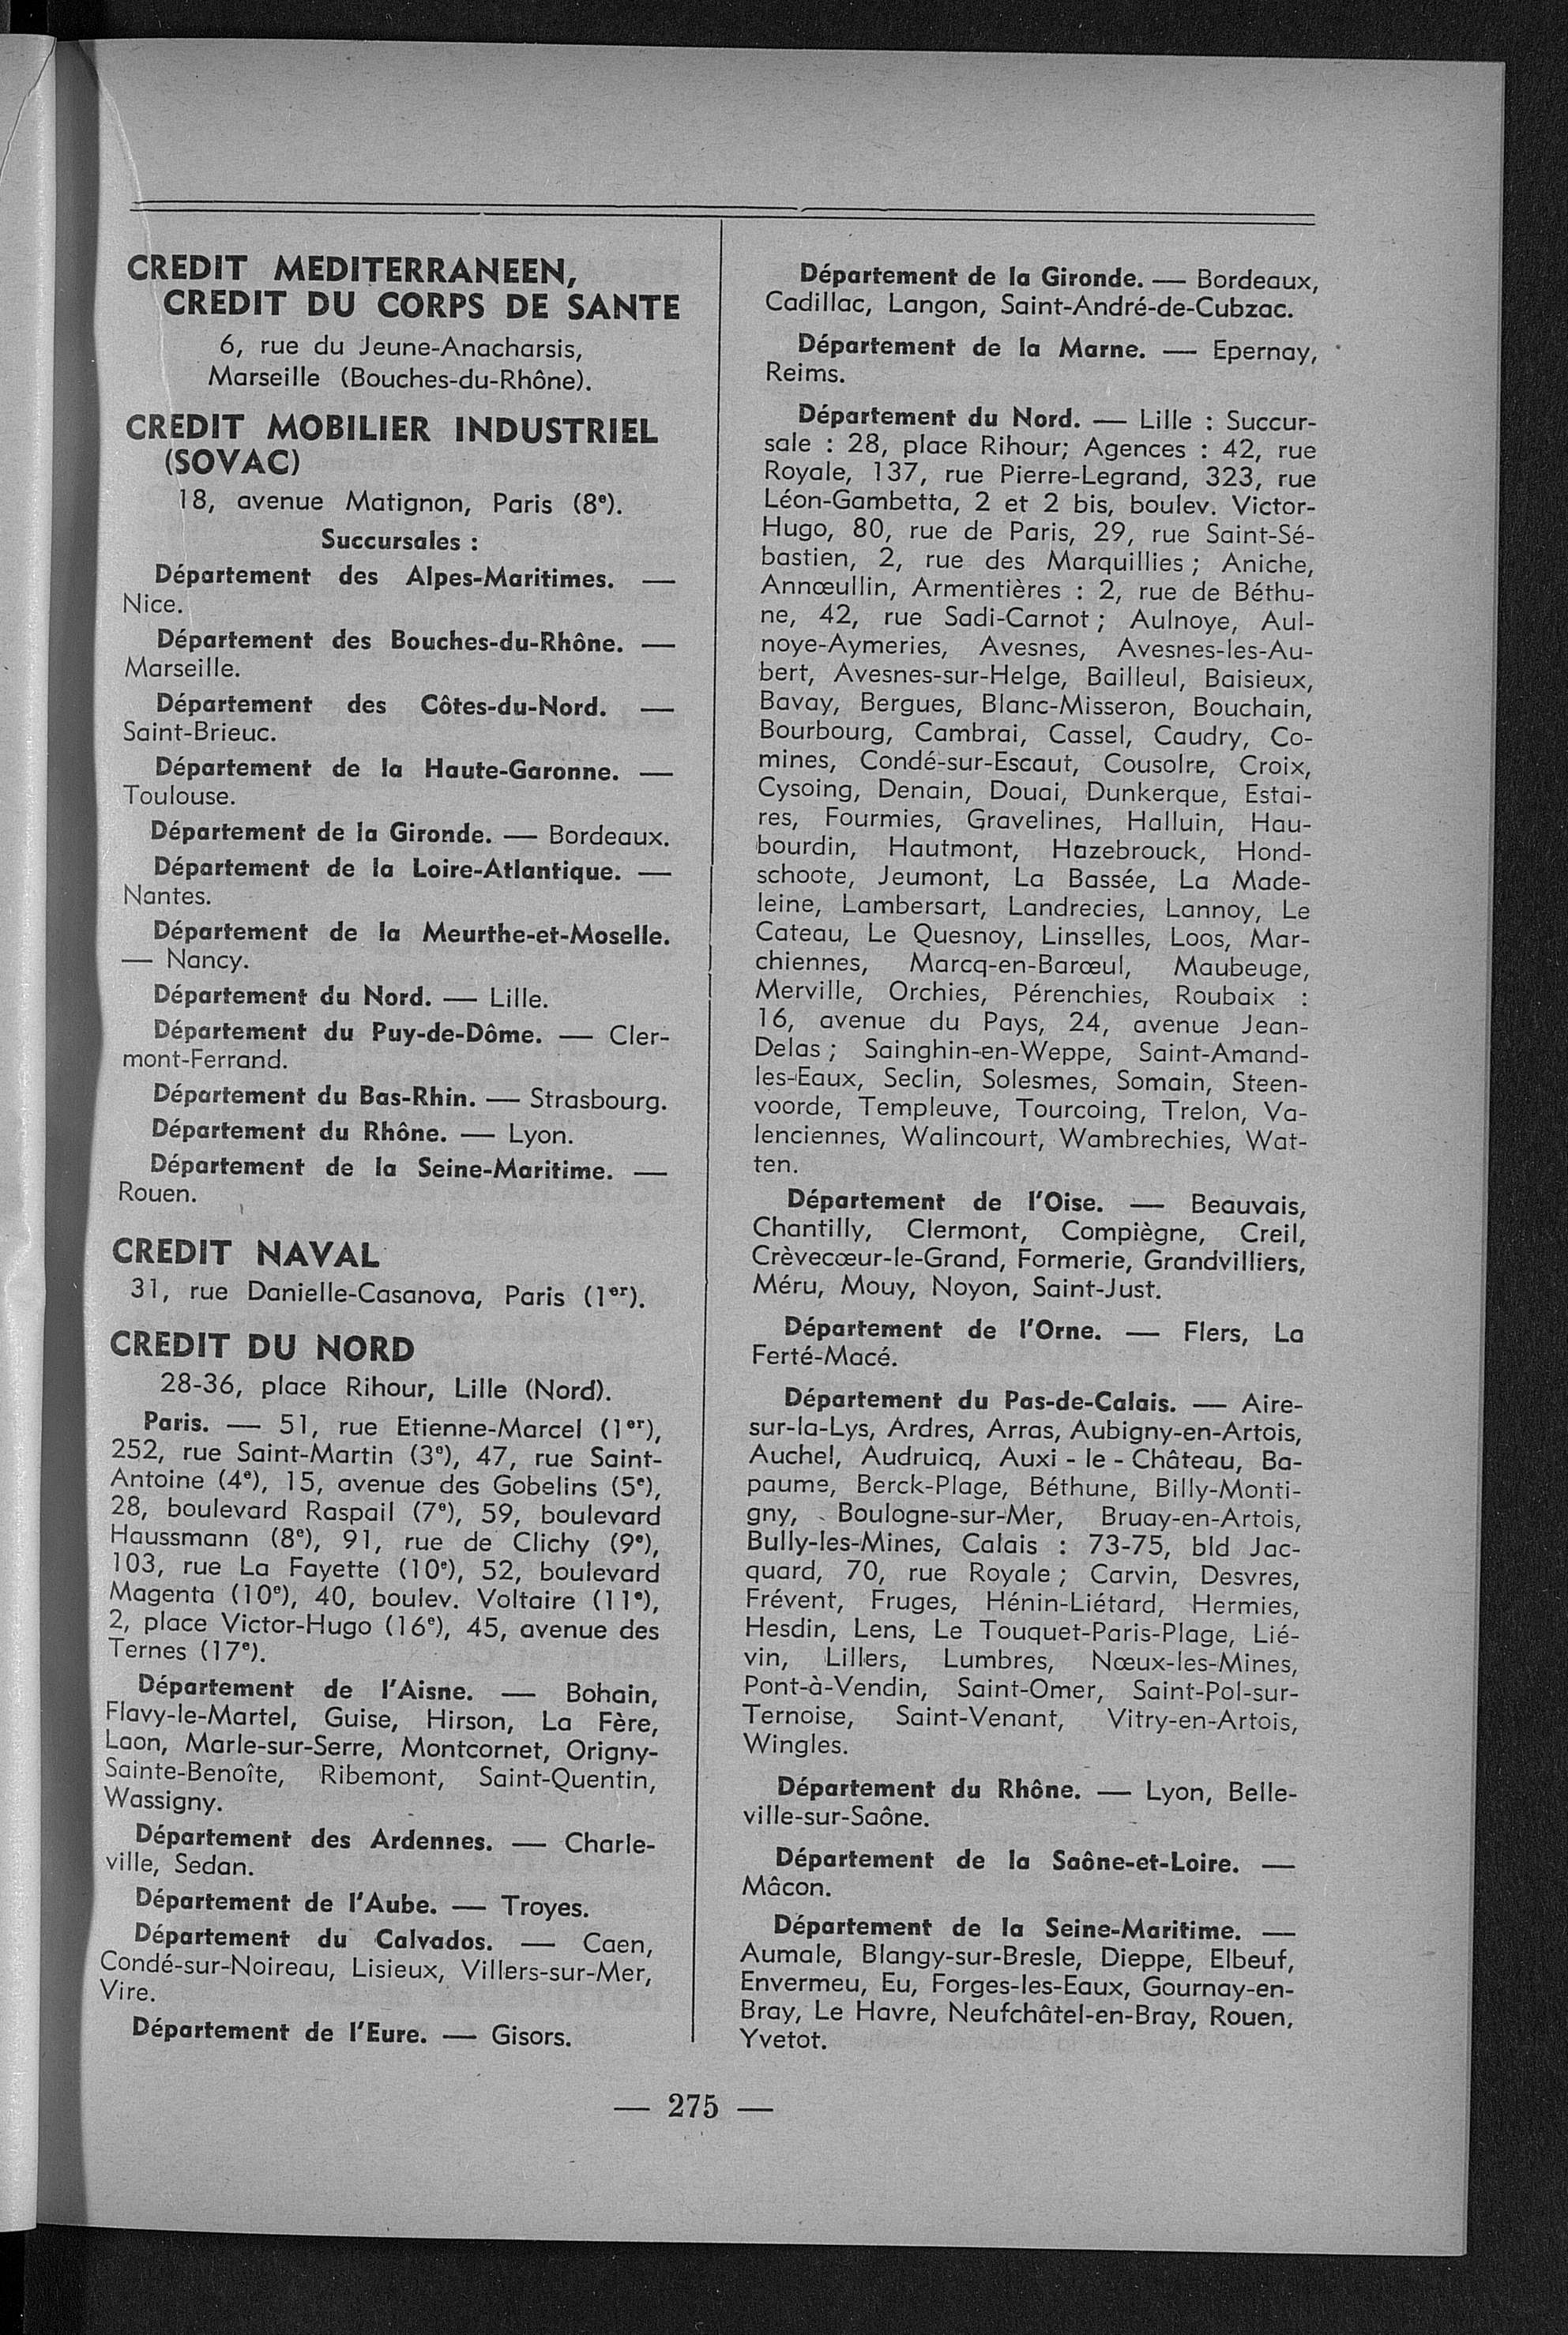 CREDIT MEDITERRANEEN,
CREDIT DU CORPS DE SANTE
6, rue du Jeune-Anacharsis,
Marseille (Bouches-du-Rhône).
CREDIT MOBILIER INDUSTRIEL
(SOVAC)
18, avenue Matignon, Paris (8e).
Succursales :
Département des Alpes-Maritimes. —
Nice.
Département des Bouches-du-Rhône. —
Marseille.
Département des Côtes-du-Nord. —
Saint-Brieuc.
Département de la Haute-Garonne. —
Toulouse.
Département de la Gironde. — Bordeaux.
Département de la Loire-Atlantique. —
Nantes.
Département de la Meurthe-et-Moselle.
— Nancy.
Département du Nord. — Lille.
Département du Puy-de-Dôme. — Cler-
mont-Ferrand.
Département du Bas-Rhin. — Strasbourg.
Département du Rhône. — Lyon.
Département de la Seine-Maritime. —
Rouen.
CREDIT NAVAL
31, rue Danielle-Casanova, Paris (1er).
CREDIT DU NORD
28-36, place Rihour, Lille (Nord).
Paris. — 51, rue Etienne-Marcel (1er),
252, rue Saint-Martin (3e), 47, rue Saint-
Antoine (4e), 15, avenue des Gobelins (5e),
28, boulevard Raspail (7e), 59, boulevard
Haussmann (8e), 91, rue de Clichy (9e),
103, rue La Fayette (10e), 52, boulevard
Magenta (10e), 40, boulev. Voltaire (11e),
2, place Victor-Hugo (16e), 45, avenue des
Ternes (17e).
Département de l'Aisne. — Bohain,
Flavy-le-Martel, Guise, Hirson, La Fère,
Laon, Marle-sur-Serre, Montcornet, Origny-
Sainte-Benoîte, Ribemont, Saint-Quentin,
Wassigny.
Département des Ardennes. — Charle-
ville, Sedan.
Département de l'Aube. — Troyes.
Département du Calvados. — Caen,
Condé-sur-Noireau, Lisieux, Villers-sur-Mer,
Vire.
Département de l'Eure. — Gisors.
Département de la Gironde. — Bordeaux,
Cadillac, Langon, Saint-André-de-Cubzac.
Département de la Marne. — Epernay,
Reims.
Département du Nord. — Lille : Succur-
sale : 28, place Rihour; Agences : 42, rue
Royale, 137, rue Pierre-Legrand, 323, rue
Léon-Gambetta, 2 et 2 bis, boulev. Victor-
Hugo, 80, rue de Paris, 29, rue Saint-Sé-
bastien, 2, rue des Marquillies ; Aniche,
Annœullin, Armentières : 2, rue de Béthu-
ne, 42, rue Sadi-Carnot ; Aulnoye, Aul-
noye-Aymeries, Avesnes, Avesnes-les-Au-
bert, Avesnes-sur-Helge, Bailleul, Baisieux,
Bavay, Bergues, Blanc-Misseron, Bouchain,
Bourbourg, Cambrai, Cassel, Caudry, Co-
mines, Condé-sur-Escaut, Cousolre, Croix,
Cysoing, Denain, Douai, Dunkerque, Estai-
res, Fourmies, Gravelines, Halluin, Hau-
bourdin, Hautmont, Hazebrouck, Hond-
schoote, Jeumont, La Bassée, La Made-
leine, Lambersart, Landrecies, Lannoy, Le
Cateau, Le Quesnoy, Linselles, Loos, Mar-
chiennes, Marcq-en-Barœul, Maubeuge,
Merville, Orchies, Pérenchies, Roubaix :
16, avenue du Pays, 24, avenue Jean-
Delas ; Sainghin-en-Weppe, Saint-Amand-
les-Eaux, Seclin, Solesmes, Somain, Steen-
voorde, Templeuve, Tourcoing, Trelon, Va-
lenciennes, Walincourt, Wambrechies, Wat-
ten.
Département de l'Oise. — Beauvais,
Chantilly, Clermont, Compiègne, Creil,
Crèvecœur-le-Grand, Formerie, Grandvilliers,
Méru, Mouy, Noyon, Saint-Just.
Département de l'Orne. — Flers, La
Ferté-Macé.
Département du Pas-de-Calais. — Aire-
sur-la-Lys, Ardres, Arras, Aubigny-en-Artois,
Auchel, Audruicq, Auxi - le - Château, Ba-
paume, Berck-Plage, Béthune, Billy-Monti-
gny, Boulogne-sur-Mer, Bruay-en-Artois,
Bully-les-Mines, Calais : 73-75, bld Jac-
quard, 70, rue Royale ; Carvin, Desvres,
Frévent, Fruges, Hénin-Liétard, Hermies,
Hesdin, Lens, Le Touquet-Paris-Plage, Lié-
vin, Lillers, Lumbres, Nœux-les-Mines,
Pont-à-Vendin, Saint-Omer, Saint-Pol-sur-
Ternoise, Saint-Venant, Vitry-en-Artois,
Wingles.
Département du Rhône. — Lyon, Belle-
ville-sur-Saône.
Département de la Saône-et-Loire. —
Mâcon.
Département de la Seine-Maritime. —
Aumale, Blangy-sur-Bresle, Dieppe, Elbeuf,
Envermeu, Eu, Forges-les-Eaux, Gournay-en-
Bray, Le Havre, Neufchâtel-en-Bray, Rouen,
Yvetot.
— 275 —